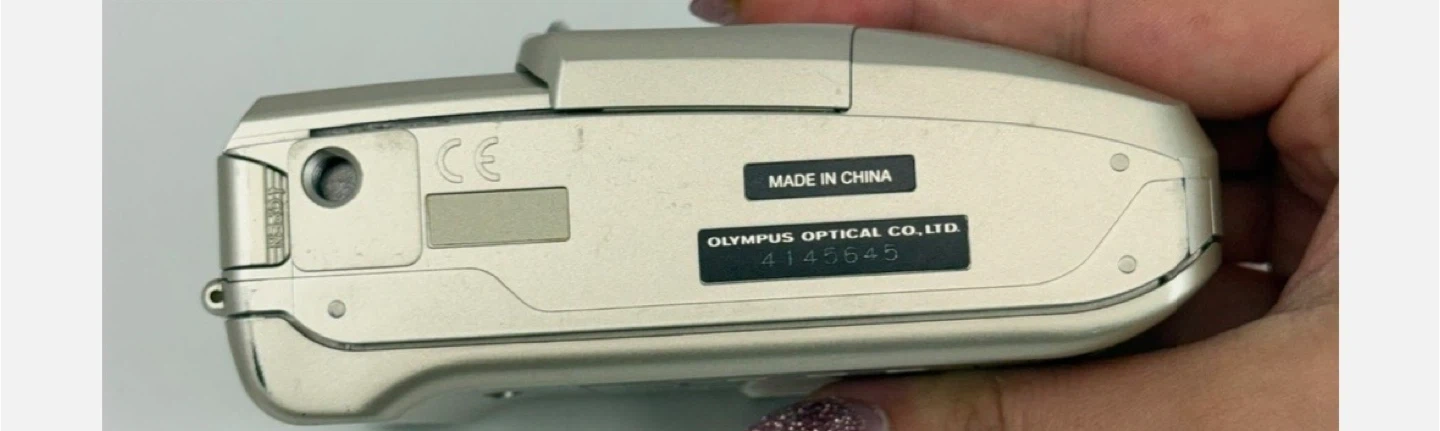 CE
MADE IN CHINA
OLYMPUS OPTICAL CO.,LTD.
4145645